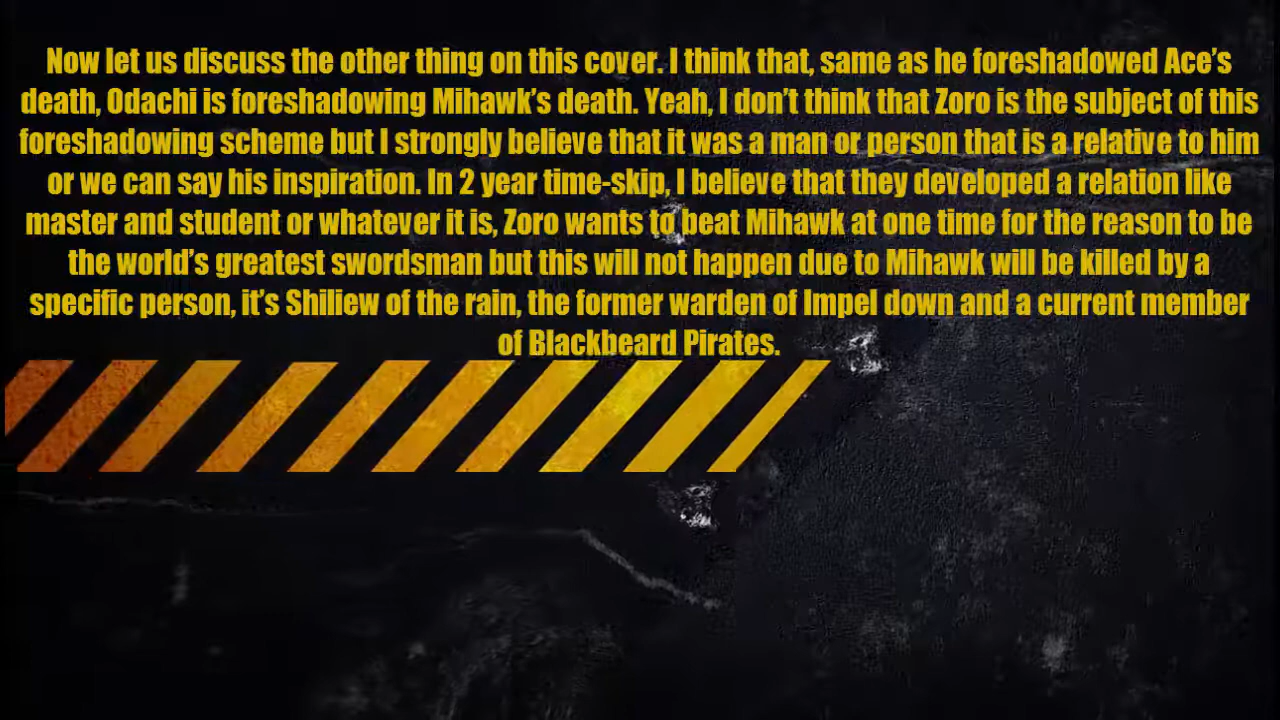 Now let us discuss the other thing on this cover. I think that, same as he foreshadowed Ace’s
death, Odachi is foreshadowing Mihawk’s death. Yeah, I don’t think that Zoro is the subject of this
foreshadowing scheme but I strongly believe that it was a man or person that is a relative to him
or we can say his inspiration. In 2 year time-skip, I believe that they developed a relation like
master and student or whatever it is, Zoro wants to beat Mihawk at one time for the reason to be
the world’s greatest swordsman but this will not happen due to Mihawk will be killed by a
specific person, it’s Shiliew of the rain, the former warden of Impel down and a current member
of Blackbeard Pirates.